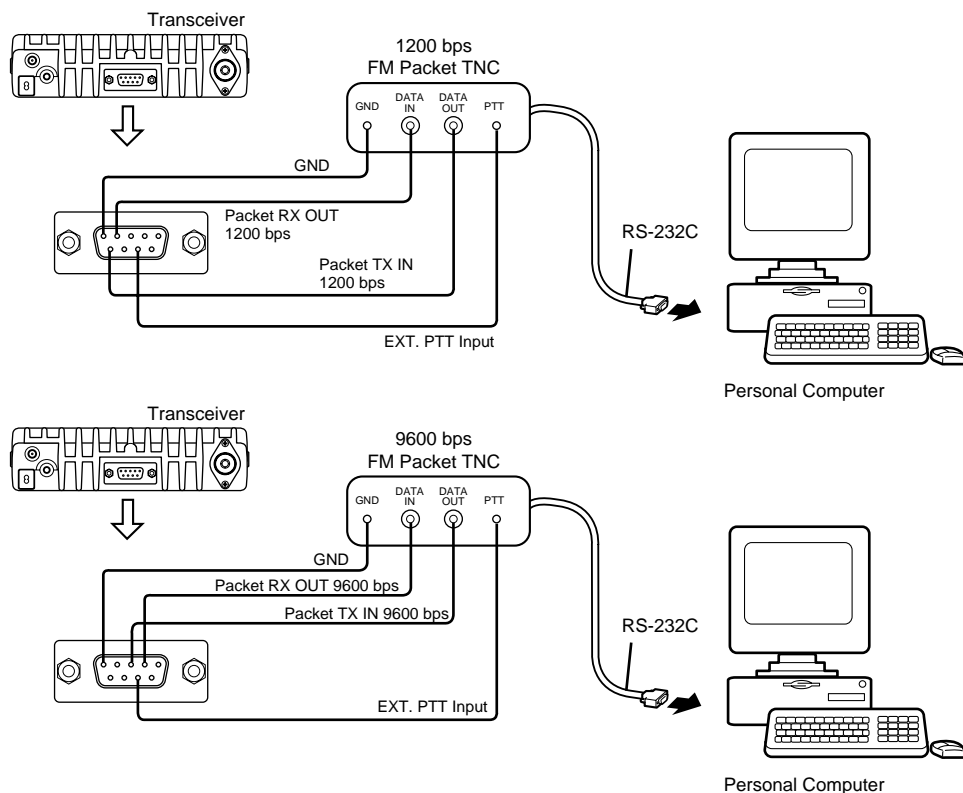 Transceiver
1200 bps
FM Packet TNC
GND
DATA
IN
DATA
OUT
PTT
GND
Packet RX OUT
1200 bps
RS-232C
Packet TX IN
1200 bps
EXT. PTT Input
Personal Computer
Transceiver
9600 bps
FM Packet TNC
GND
DATA
IN
DATA
OUT
PTT
GND
Packet RX OUT 9600 bps
Packet TX IN 9600 bps
RS-232C
EXT. PTT Input
Personal Computer